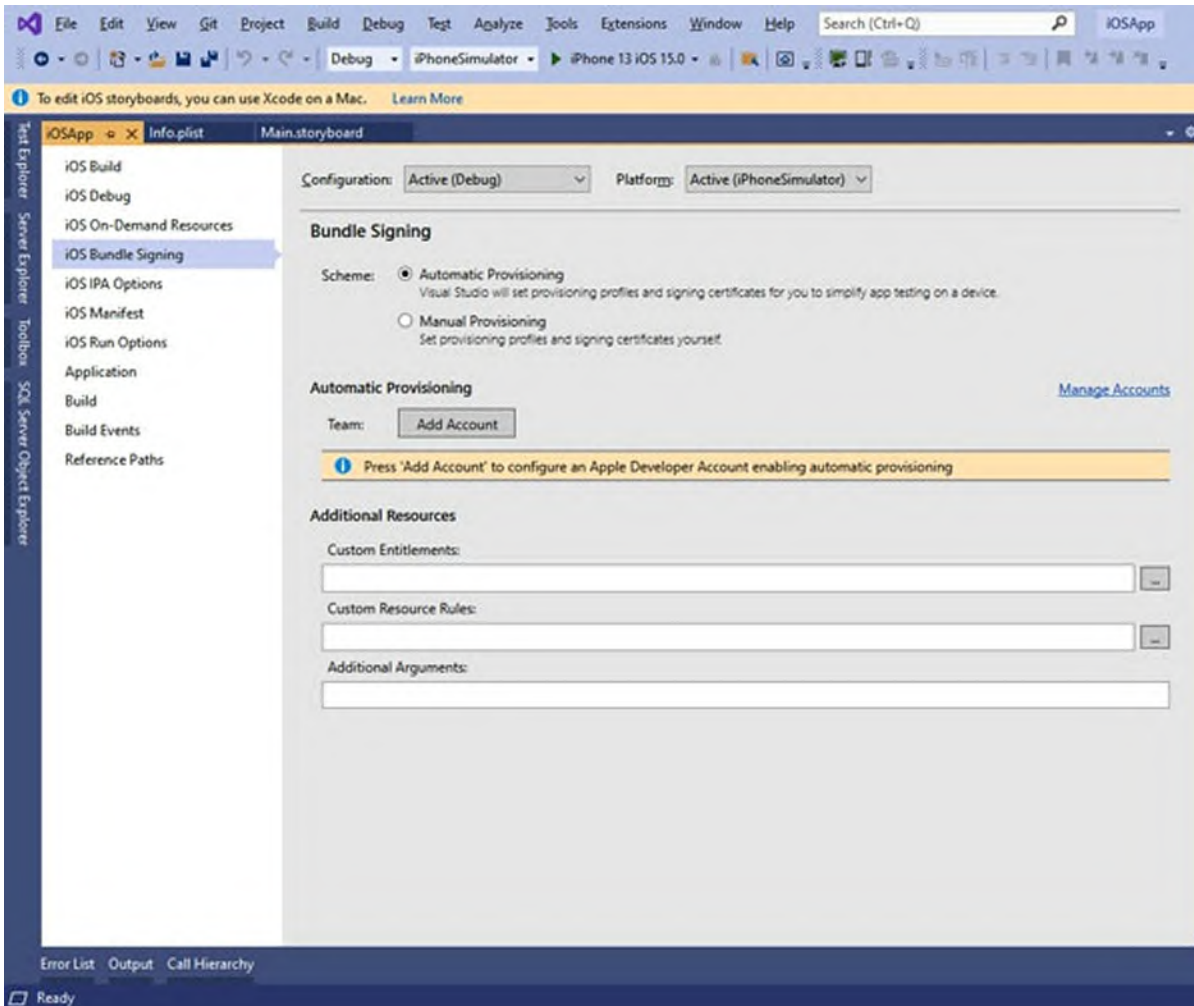 File Edit View Git Project Build Debug Test Analyze Tools Extensions Window Help Search (Ctrl+Q) iOSApp
Debug iPhoneSimulator iPhone 13 iOS 15.0
To edit iOS storyboards, you can use Xcode on a Mac. Learn More
Test Explorer
Server Explorer
Toolbox
SQL Server Object Explorer
iOSApp Info.plist Main.storyboard
iOS Build
iOS Debug
iOS On-Demand Resources
iOS Bundle Signing
iOS IPA Options
iOS Manifest
iOS Run Options
Application
Build
Build Events
Reference Paths
Configuration: Active (Debug) Platform: Active (iPhoneSimulator)
Bundle Signing
Scheme: Automatic Provisioning
Visual Studio will set provisioning profiles and signing certificates for you to simplify app testing on a device.
Manual Provisioning
Set provisioning profiles and signing certificates yourself.
Automatic Provisioning Manage Accounts
Team: Add Account
Press 'Add Account' to configure an Apple Developer Account enabling automatic provisioning
Additional Resources
Custom Entitlements:
...
Custom Resource Rules:
...
Additional Arguments:
Error List Output Call Hierarchy
Ready